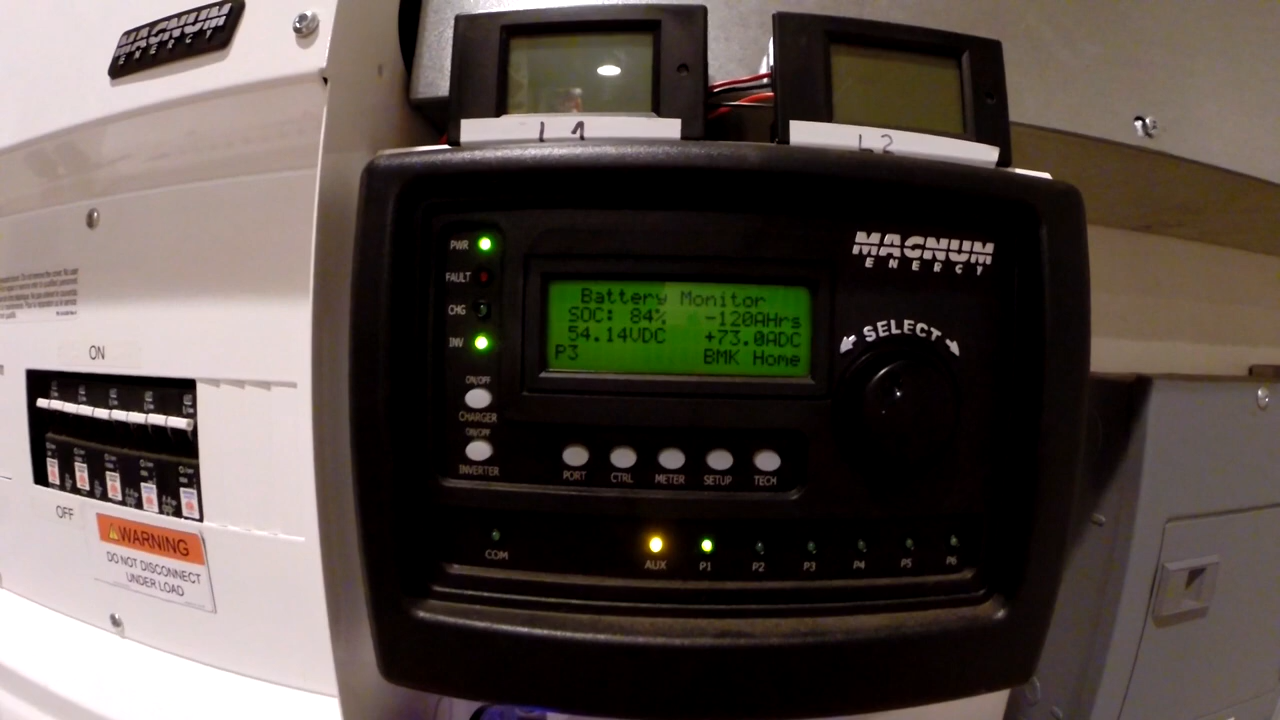 MAGNUM
ENERGY
L1
L2
PWR
FAULT
CHG
INV
ON/OFF
CHARGER
ON/OFF
INVERTER
Battery Monitor
SOC: 84% -120AHrs
54.14VDC +73.0ADC
P3 BMK Home
MAGNUM
ENERGY
SELECT
PORT CTRL METER SETUP TECH
COM AUX P1 P2 P3 P4 P5 P6
ON
OFF
WARNING
DO NOT DISCONNECT
UNDER LOAD